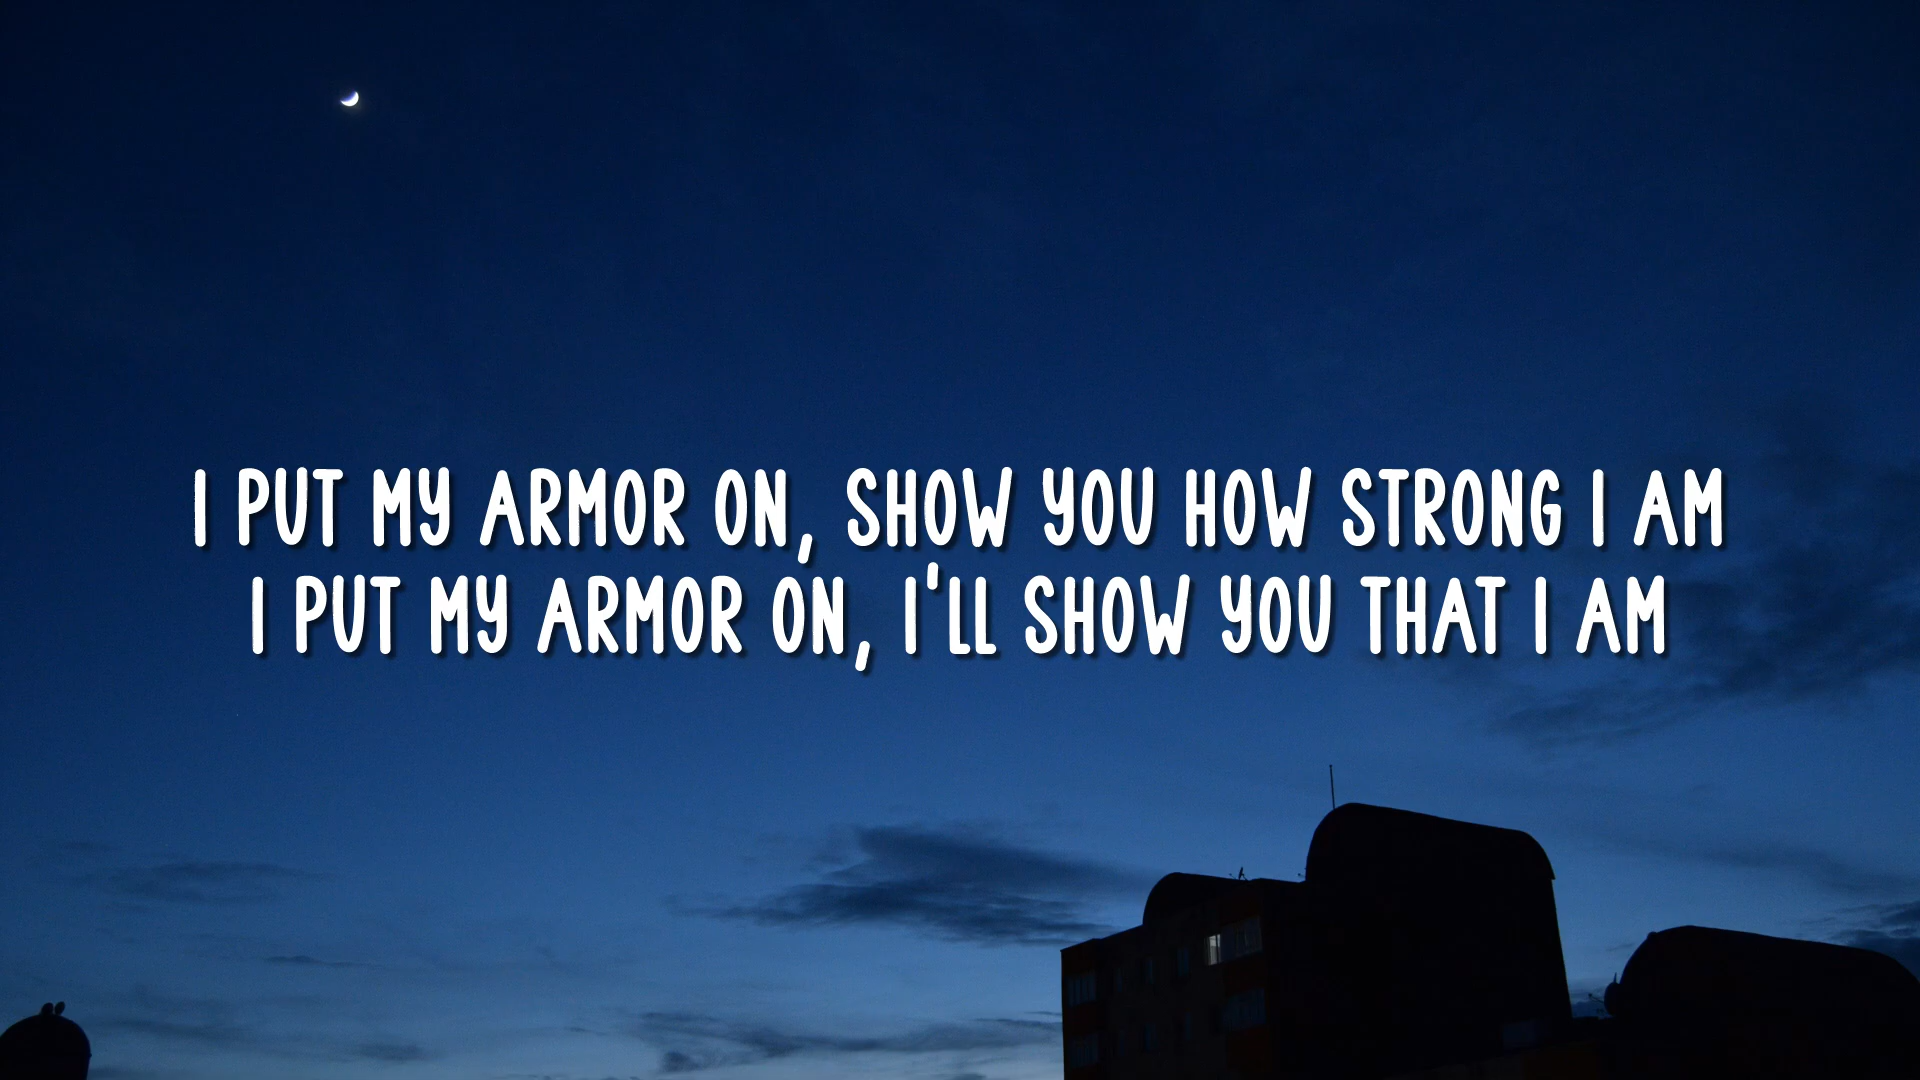 I PUT MY ARMOR ON, SHOW YOU HOW STRONG I AM
I PUT MY ARMOR ON, I'LL SHOW YOU THAT I AM